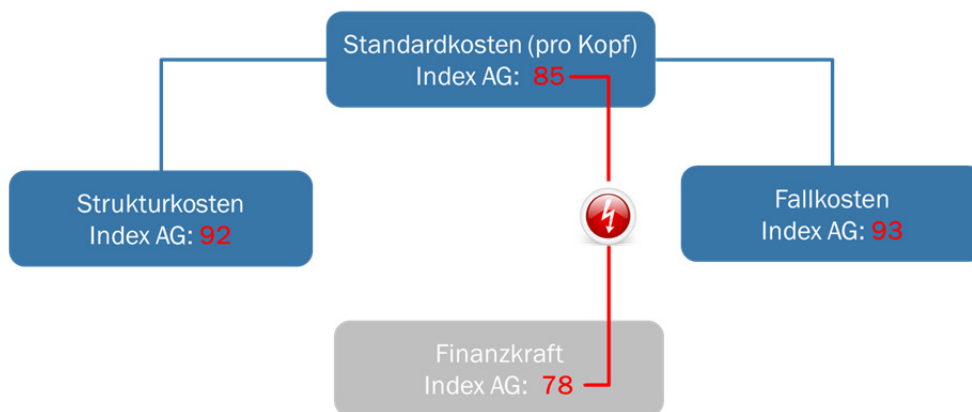 Standardkosten (pro Kopf)
Index AG: 85
Strukturkosten
Index AG: 92
Fallkosten
Index AG: 93
Finanzkraft
Index AG: 78